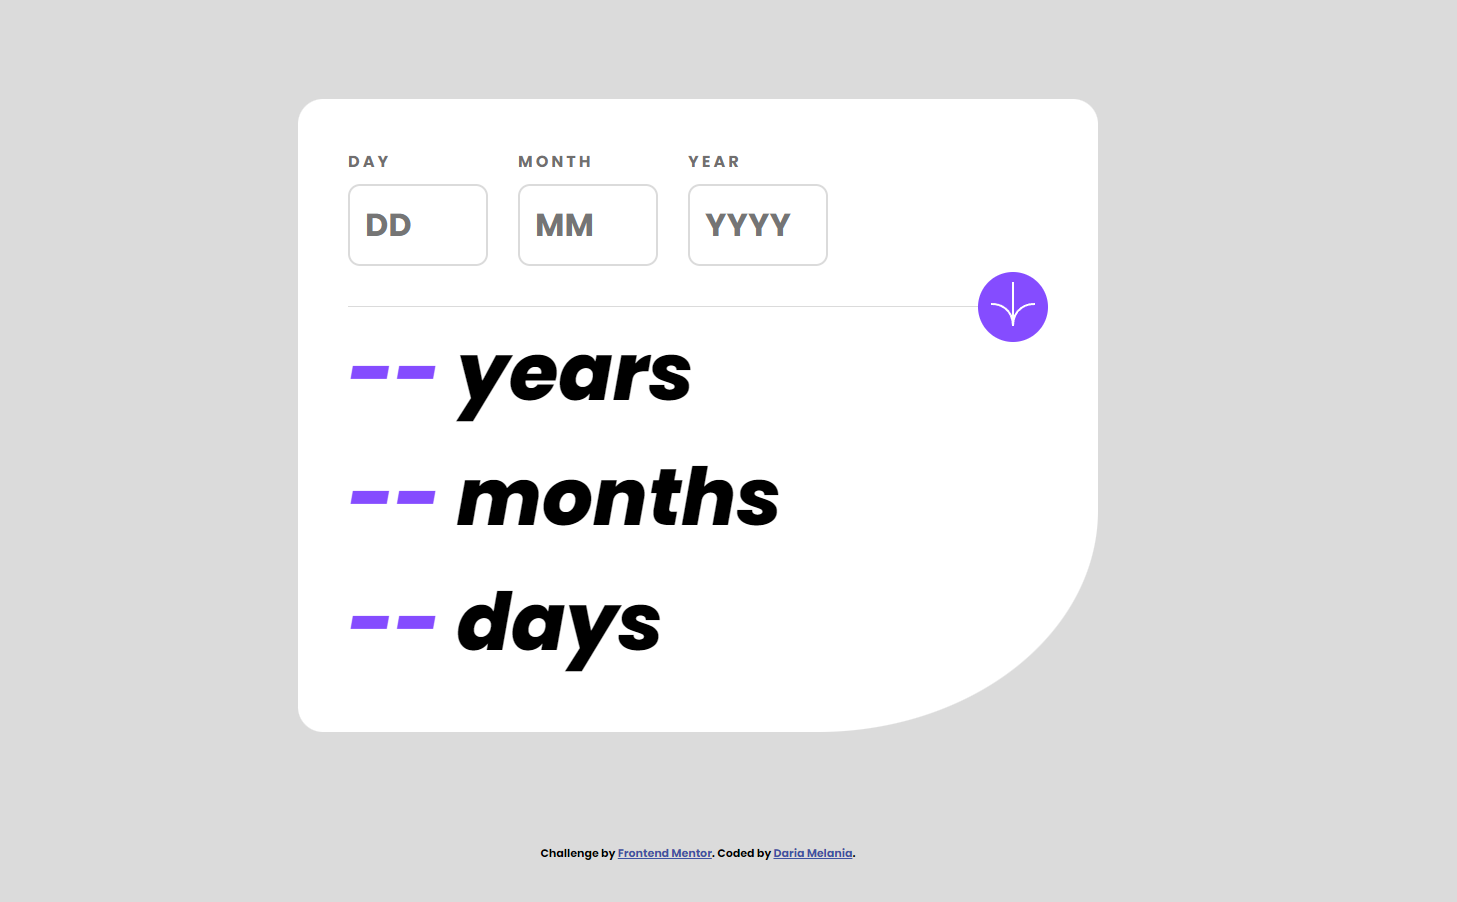 DAY MONTH YEAR
DD MM YYYY
-- years
-- months
-- days
Challenge by Frontend Mentor. Coded by Daria Melania.